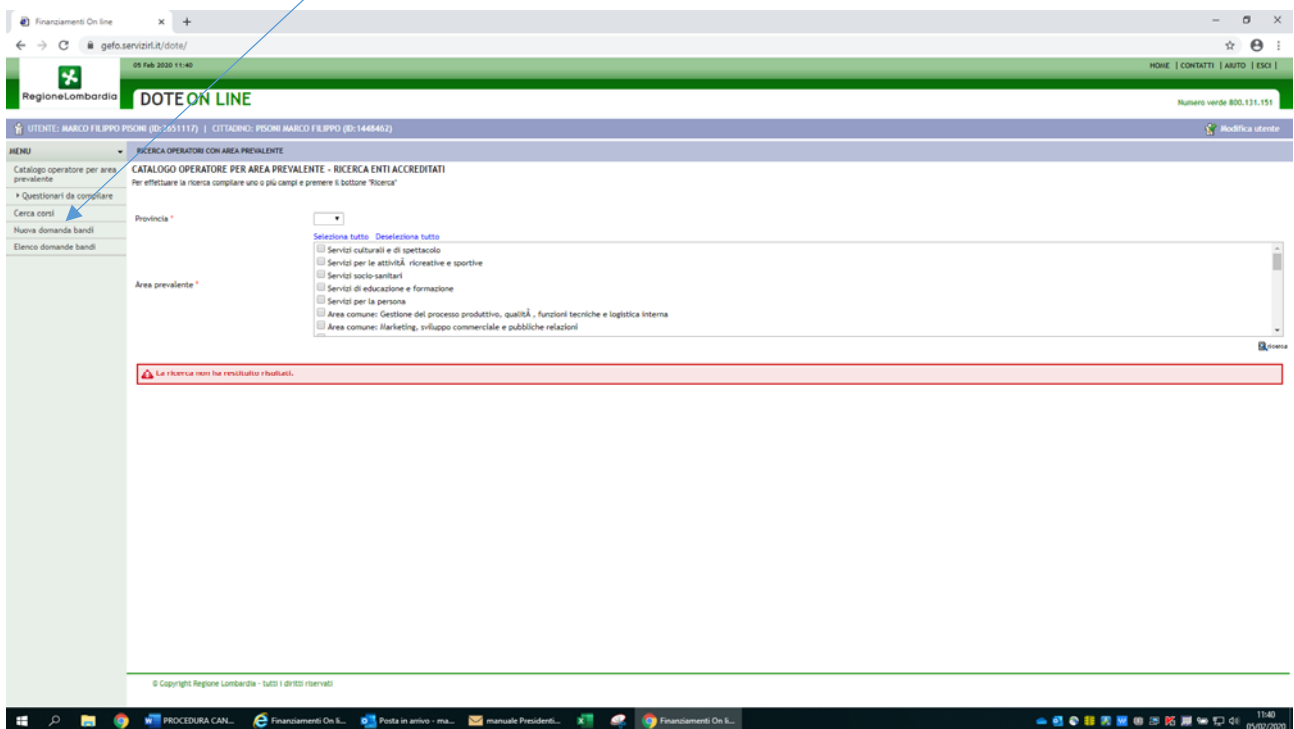 Finanziamenti On line
gefo.servizirl.it/dote/
05 Feb 2020 11:40
HOME | CONTATTI | AIUTO | ESCI |
RegioneLombardia
DOTE ON LINE
Numero verde 800.131.151
UTENTE: MARCO FILIPPO PISONI (ID: 2651117) | CITTADINO: PISONI MARCO FILIPPO (ID:1448462)
Modifica utente
MENU
RICERCA OPERATORI CON AREA PREVALENTE
Catalogo operatore per area
prevalente
Questionari da compilare
Cerca corsi
Nuova domanda bandi
Elenco domande bandi
CATALOGO OPERATORE PER AREA PREVALENTE - RICERCA ENTI ACCREDITATI
Per effettuare la ricerca compilare uno o più campi e premere il bottone "Ricerca"
Provincia *
Seleziona tutto Deseleziona tutto
Area prevalente *
Servizi culturali e di spettacolo
Servizi per le attivitÃ ricreative e sportive
Servizi socio-sanitari
Servizi di educazione e formazione
Servizi per la persona
Area comune: Gestione del processo produttivo, qualitÃ , funzioni tecniche e logistica interna
Area comune: Marketing, sviluppo commerciale e pubbliche relazioni
ricerca
La ricerca non ha restituito risultati.
© Copyright Regione Lombardia - tutti i diritti riservati
PROCEDURA CAN...
Finanziamenti On li...
Posta in arrivo - ma...
manuale Presidenti...
Finanziamenti On li...
11:40
05/02/2020